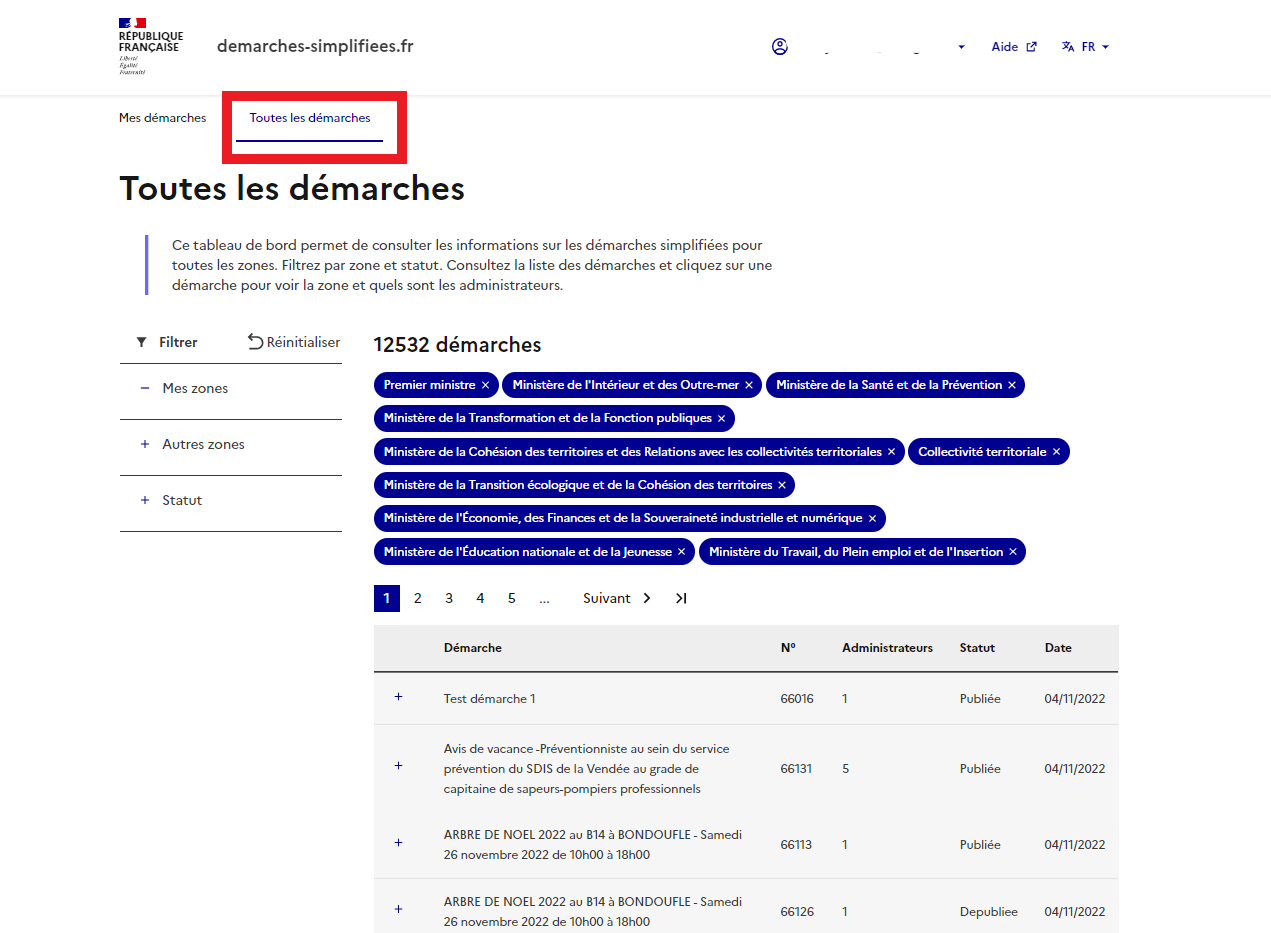 RÉPUBLIQUE
FRANÇAISE
Liberté
Égalité
Fraternité
demarches-simplifiees.fr
Aide
FR
Mes démarches
Toutes les démarches
Toutes les démarches
Ce tableau de bord permet de consulter les informations sur les démarches simplifiées pour
toutes les zones. Filtrez par zone et statut. Consultez la liste des démarches et cliquez sur une
démarche pour voir la zone et quels sont les administrateurs.
Filtrer
Réinitialiser
− Mes zones
+ Autres zones
+ Statut
12532 démarches
Premier ministre × Ministère de l'Intérieur et des Outre-mer × Ministère de la Santé et de la Prévention ×
Ministère de la Transformation et de la Fonction publiques ×
Ministère de la Cohésion des territoires et des Relations avec les collectivités territoriales × Collectivité territoriale ×
Ministère de la Transition écologique et de la Cohésion des territoires ×
Ministère de l'Économie, des Finances et de la Souveraineté industrielle et numérique ×
Ministère de l'Éducation nationale et de la Jeunesse × Ministère du Travail, du Plein emploi et de l'Insertion ×
1 2 3 4 5 ... Suivant
Démarche N° Administrateurs Statut Date
+ Test démarche 1 66016 1 Publiée 04/11/2022
Avis de vacance -Préventionniste au sein du service
+ prévention du SDIS de la Vendée au grade de 66131 5 Publiée 04/11/2022
capitaine de sapeurs-pompiers professionnels
ARBRE DE NOEL 2022 au B14 à BONDOUFLE - Samedi
+ 26 novembre 2022 de 10h00 à 18h00 66113 1 Publiée 04/11/2022
ARBRE DE NOEL 2022 au B14 à BONDOUFLE - Samedi
+ 26 novembre 2022 de 10h00 à 18h00 66126 1 Depubliee 04/11/2022